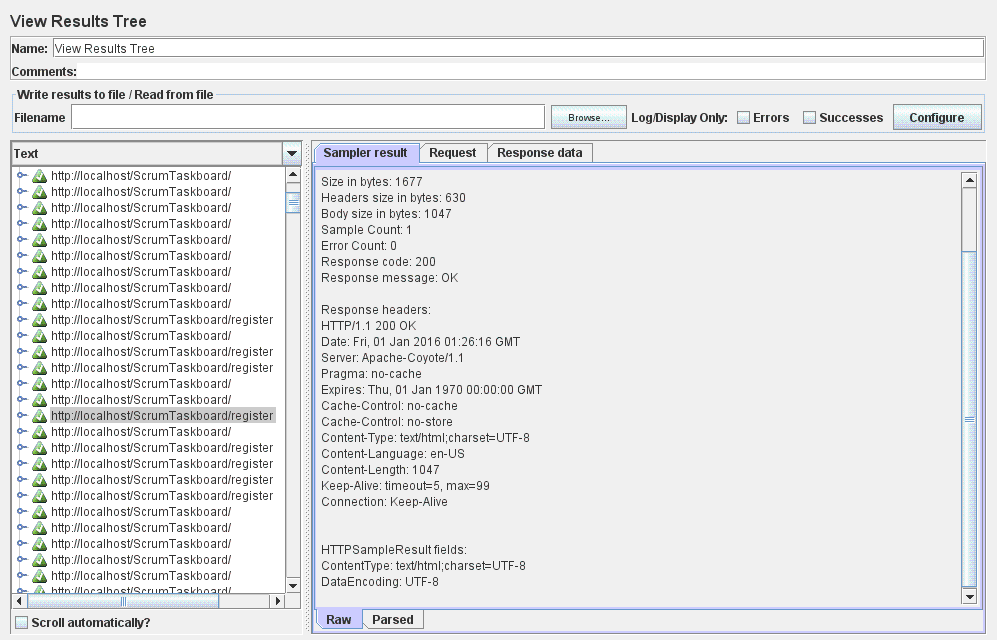 View Results Tree
Name: View Results Tree
Comments:
Write results to file / Read from file
Filename Browse... Log/Display Only: Errors Successes Configure
Text
http://localhost/ScrumTaskboard/
http://localhost/ScrumTaskboard/
http://localhost/ScrumTaskboard/
http://localhost/ScrumTaskboard/
http://localhost/ScrumTaskboard/
http://localhost/ScrumTaskboard/
http://localhost/ScrumTaskboard/
http://localhost/ScrumTaskboard/
http://localhost/ScrumTaskboard/
http://localhost/ScrumTaskboard/register
http://localhost/ScrumTaskboard/
http://localhost/ScrumTaskboard/register
http://localhost/ScrumTaskboard/register
http://localhost/ScrumTaskboard/
http://localhost/ScrumTaskboard/
http://localhost/ScrumTaskboard/register
http://localhost/ScrumTaskboard/
http://localhost/ScrumTaskboard/register
http://localhost/ScrumTaskboard/register
http://localhost/ScrumTaskboard/register
http://localhost/ScrumTaskboard/register
http://localhost/ScrumTaskboard/
http://localhost/ScrumTaskboard/
http://localhost/ScrumTaskboard/
http://localhost/ScrumTaskboard/
http://localhost/ScrumTaskboard/
http://localhost/ScrumTaskboard/
Scroll automatically?
Sampler result Request Response data
Size in bytes: 1677
Headers size in bytes: 630
Body size in bytes: 1047
Sample Count: 1
Error Count: 0
Response code: 200
Response message: OK
Response headers:
HTTP/1.1 200 OK
Date: Fri, 01 Jan 2016 01:26:16 GMT
Server: Apache-Coyote/1.1
Pragma: no-cache
Expires: Thu, 01 Jan 1970 00:00:00 GMT
Cache-Control: no-cache
Cache-Control: no-store
Content-Type: text/html;charset=UTF-8
Content-Language: en-US
Content-Length: 1047
Keep-Alive: timeout=5, max=99
Connection: Keep-Alive
HTTPSampleResult fields:
ContentType: text/html;charset=UTF-8
DataEncoding: UTF-8
Raw Parsed